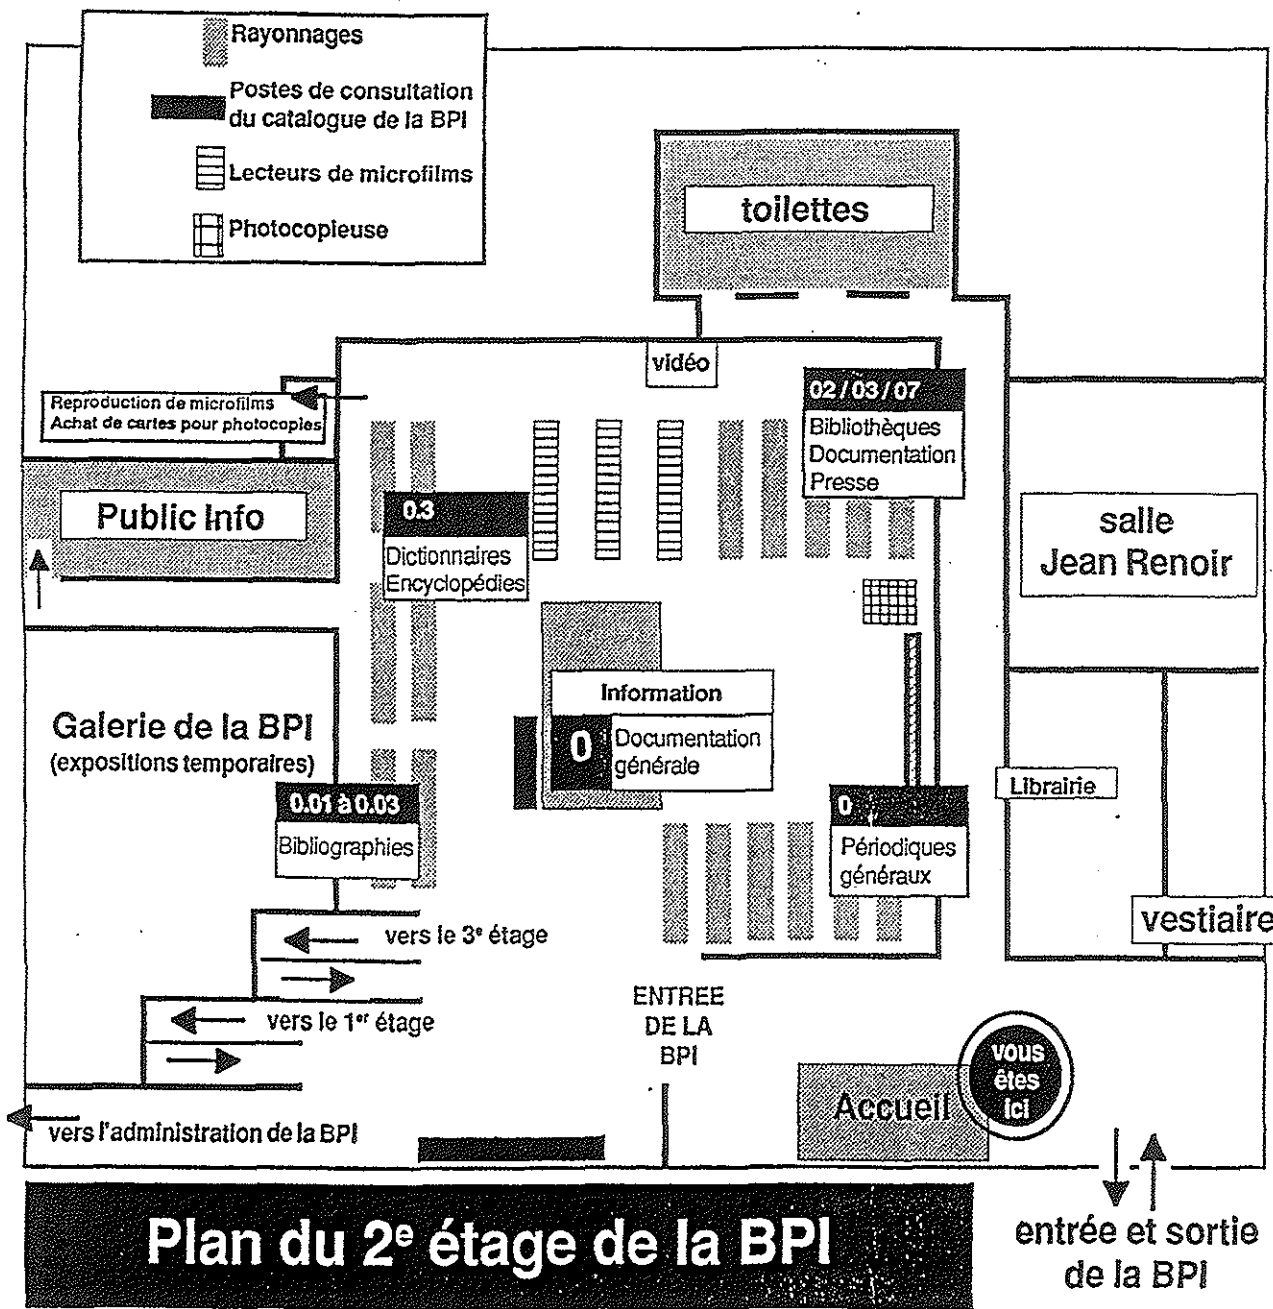 Rayonnages
Postes de consultation
du catalogue de la BPI
Lecteurs de microfilms
Photocopieuse
toilettes
vidéo
02 / 03 / 07
Bibliothèques
Documentation
Presse
Reproduction de microfilms
Achat de cartes pour photocopies
Public Info
0.3
Dictionnaires
Encyclopédies
salle
Jean Renoir
Information
0
Documentation
générale
Galerie de la BPI
(expositions temporaires)
0.01 à 0.03
Bibliographies
0
Périodiques
généraux
Librairie
vestiaire
vers le 3e étage
vers le 1er étage
ENTREE
DE LA
BPI
vous
êtes
ici
Accueil
vers l'administration de la BPI
Plan du 2e étage de la BPI
entrée et sortie
de la BPI